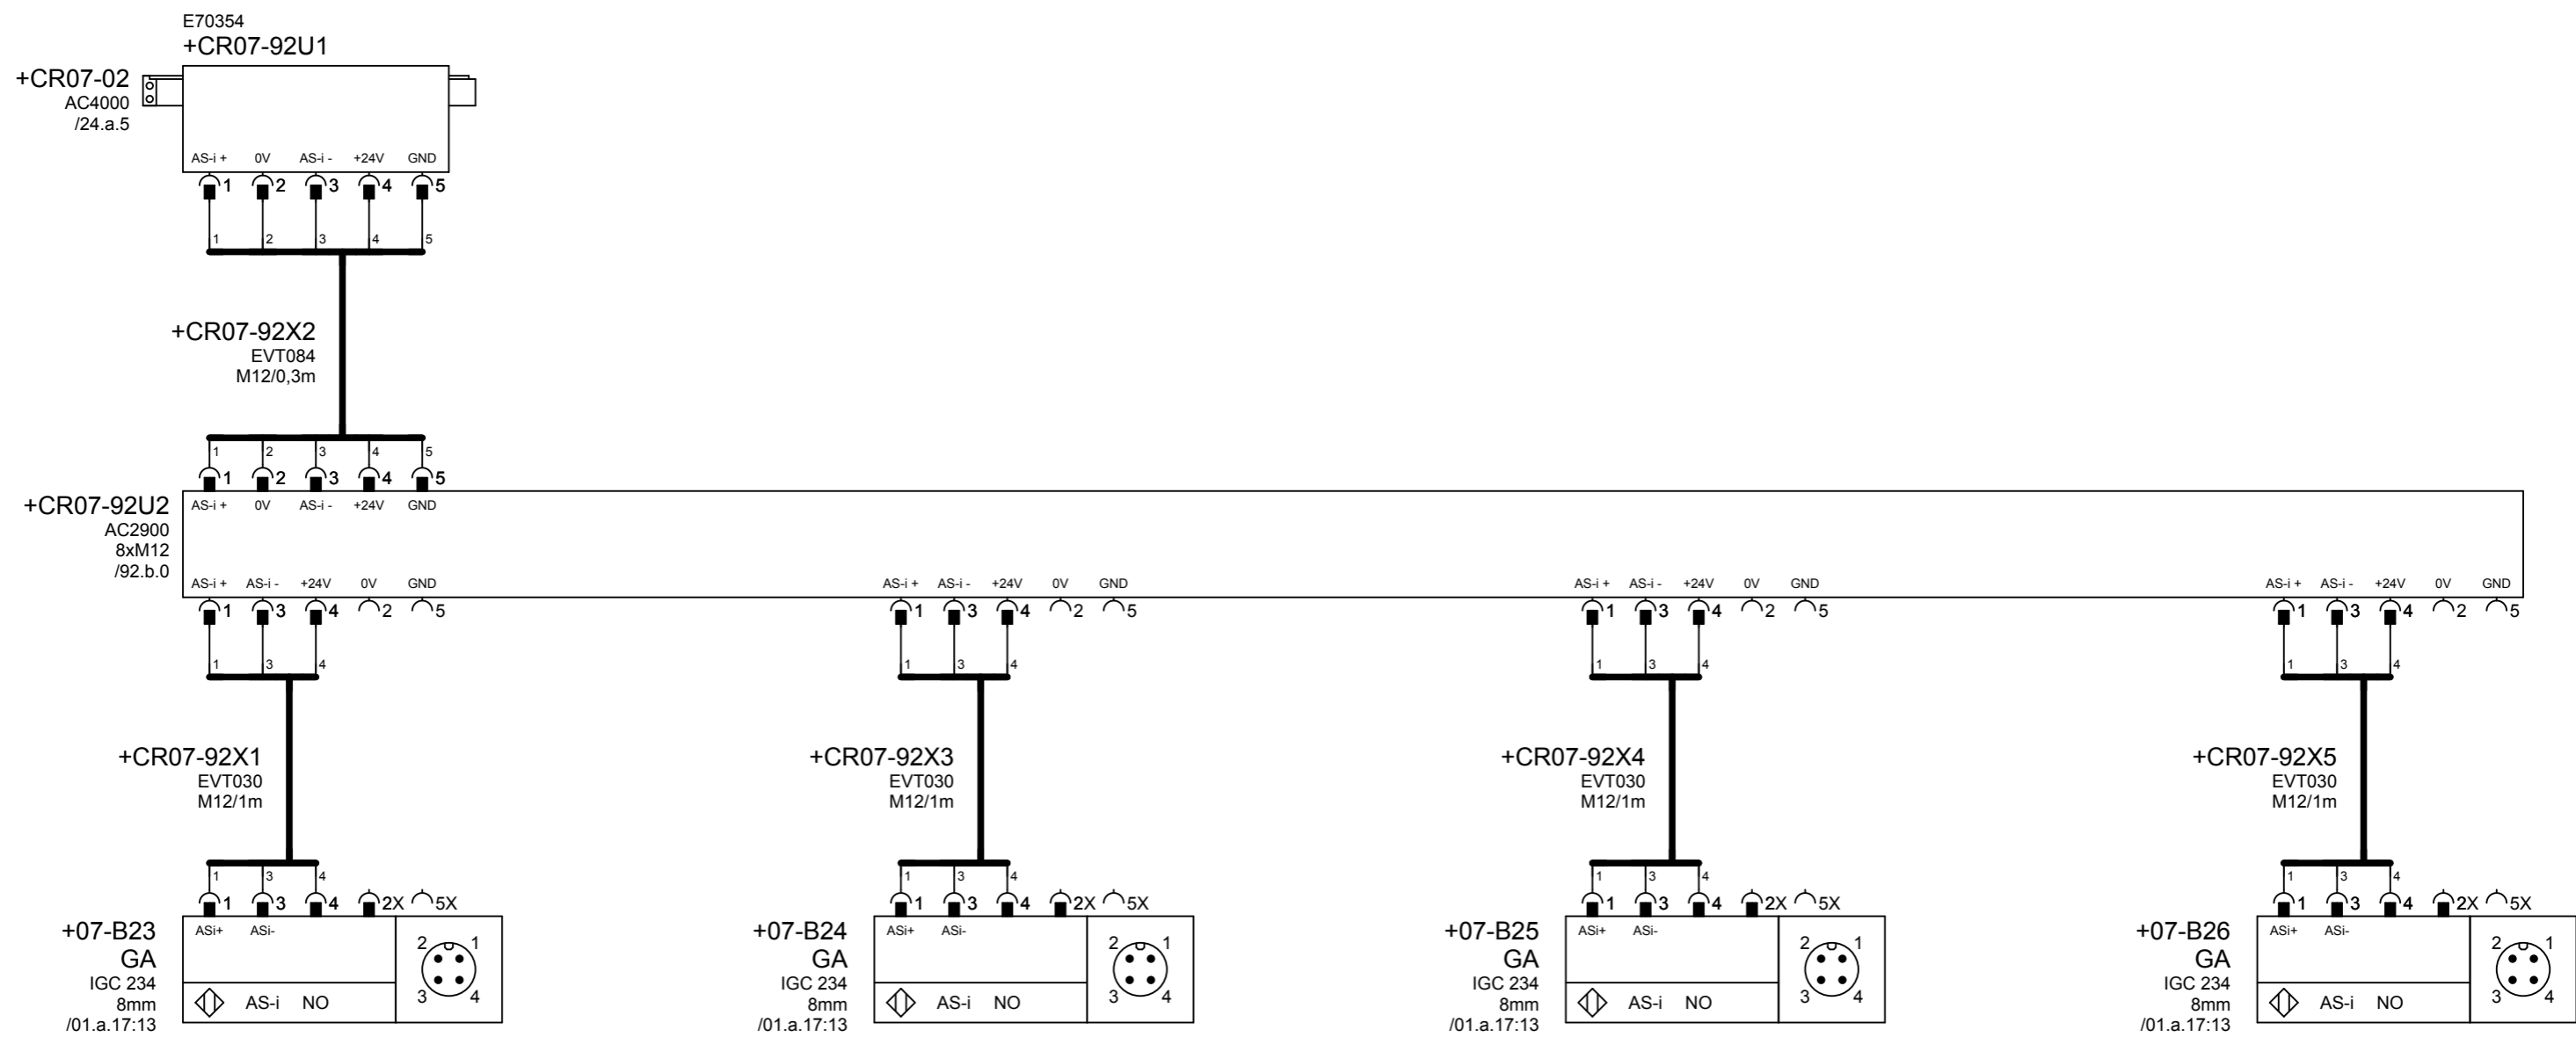 E70354
+CR07-92U1
+CR07-02
AC4000
/24.a.5
AS-i + 0V AS-i - +24V GND
1 2 3 4 5
1 2 3 4 5
+CR07-92X2
EVT084
M12/0,3m
1 2 3 4 5
1 2 3 4 5
+CR07-92U2
AC2900
8xM12
/92.b.0
AS-i + 0V AS-i - +24V GND
AS-i + AS-i - +24V 0V GND AS-i + AS-i - +24V 0V GND AS-i + AS-i - +24V 0V GND AS-i + AS-i - +24V 0V GND
1 3 4 2 5 1 3 4 2 5 1 3 4 2 5 1 3 4 2 5
1 3 4 1 3 4 1 3 4 1 3 4
+CR07-92X1
EVT030
M12/1m
+CR07-92X3
EVT030
M12/1m
+CR07-92X4
EVT030
M12/1m
+CR07-92X5
EVT030
M12/1m
1 3 4 1 3 4 1 3 4 1 3 4
1 3 4 2X 5X 1 3 4 2X 5X 1 3 4 2X 5X 1 3 4 2X 5X
+07-B23
GA
IGC 234
8mm
/01.a.17:13
ASi+ ASi-
AS-i NO
2 1
3 4
+07-B24
GA
IGC 234
8mm
/01.a.17:13
ASi+ ASi-
AS-i NO
2 1
3 4
+07-B25
GA
IGC 234
8mm
/01.a.17:13
ASi+ ASi-
AS-i NO
2 1
3 4
+07-B26
GA
IGC 234
8mm
/01.a.17:13
ASi+ ASi-
AS-i NO
2 1
3 4